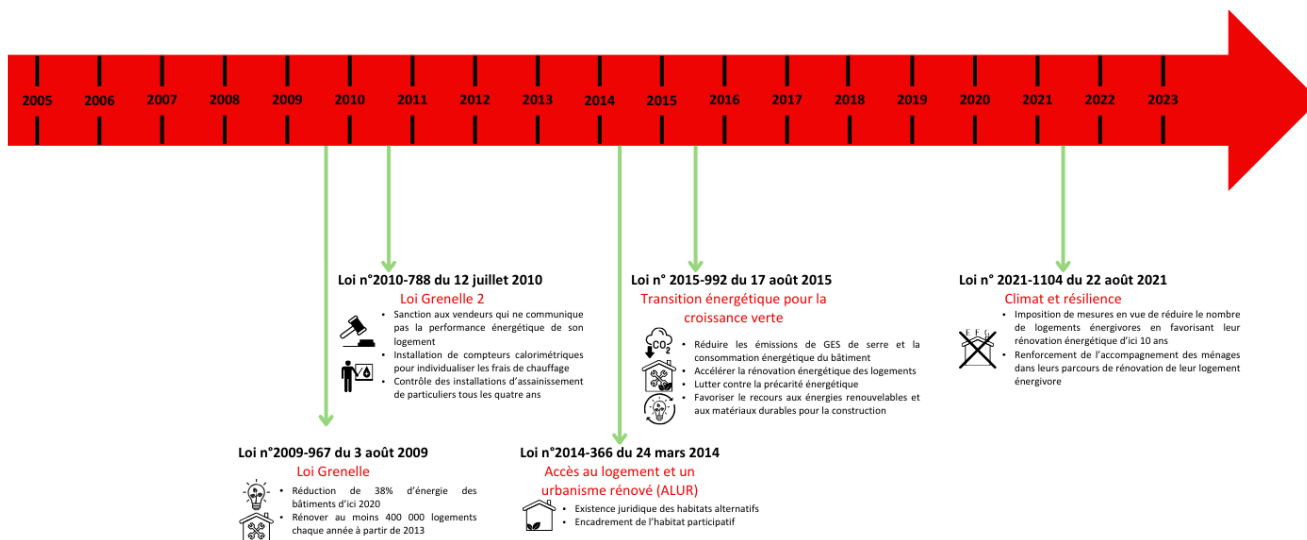 2005 2006 2007 2008 2009 2010 2011 2012 2013 2014 2015 2016 2017 2018 2019 2020 2021 2022 2023
Loi n°2010-788 du 12 juillet 2010
Loi Grenelle 2
• Sanction aux vendeurs qui ne communique
pas la performance énergétique de son
logement
• Installation de compteurs calorimétriques
pour individualiser les frais de chauffage
• Contrôle des installations d'assainissement
de particuliers tous les quatre ans
Loi n° 2015-992 du 17 août 2015
Transition énergétique pour la
croissance verte
CO2
• Réduire les émissions de GES de serre et la
consommation énergétique du bâtiment
• Accélérer la rénovation énergétique des logements
• Lutter contre la précarité énergétique
• Favoriser le recours aux énergies renouvelables et
aux matériaux durables pour la construction
Loi n° 2021-1104 du 22 août 2021
Climat et résilience
E F G
• Imposition de mesures en vue de réduire le nombre
de logements énergivores en favorisant leur
rénovation énergétique d'ici 10 ans
• Renforcement de l'accompagnement des ménages
dans leurs parcours de rénovation de leur logement
énergivore
Loi n°2009-967 du 3 août 2009
Loi Grenelle
• Réduction de 38% d'énergie des
bâtiments d'ici 2020
• Rénover au moins 400 000 logements
chaque année à partir de 2013
Loi n°2014-366 du 24 mars 2014
Accès au logement et un
urbanisme rénové (ALUR)
• Existence juridique des habitats alternatifs
• Encadrement de l'habitat participatif